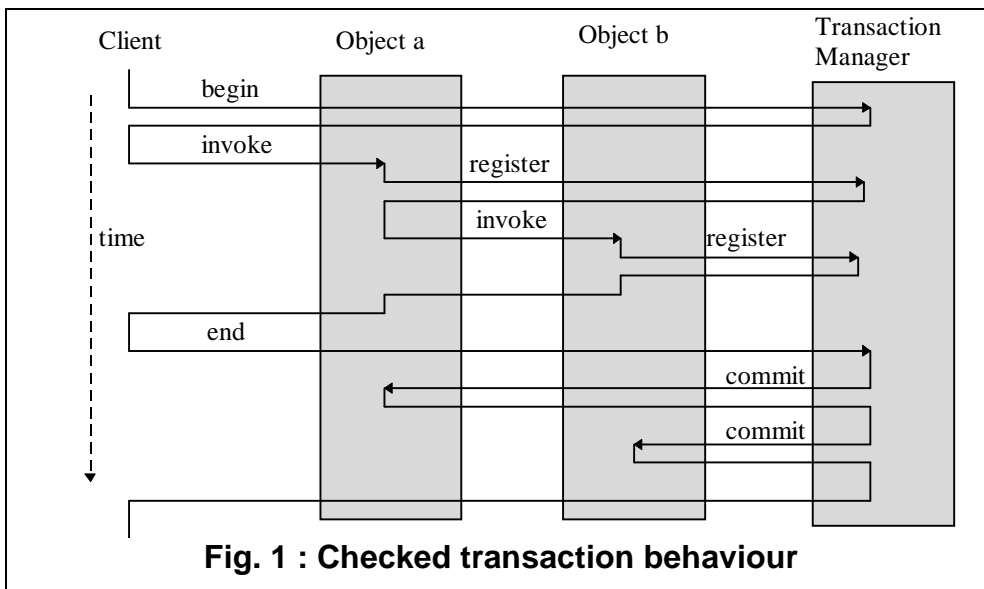 Client
Object a
Object b
Transaction
Manager
begin
invoke
register
invoke
time
register
end
commit
commit
Fig. 1 : Checked transaction behaviour